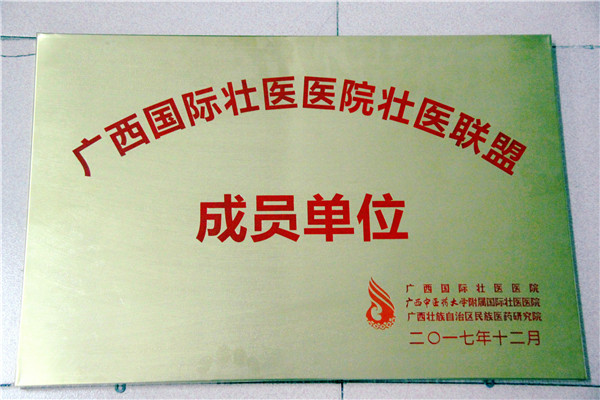 广西国际壮医医院壮医联盟
成员单位
广西国际壮医医院
广西中医药大学附属国际壮医医院
广西壮族自治区民族医药研究院
二〇一七年十二月